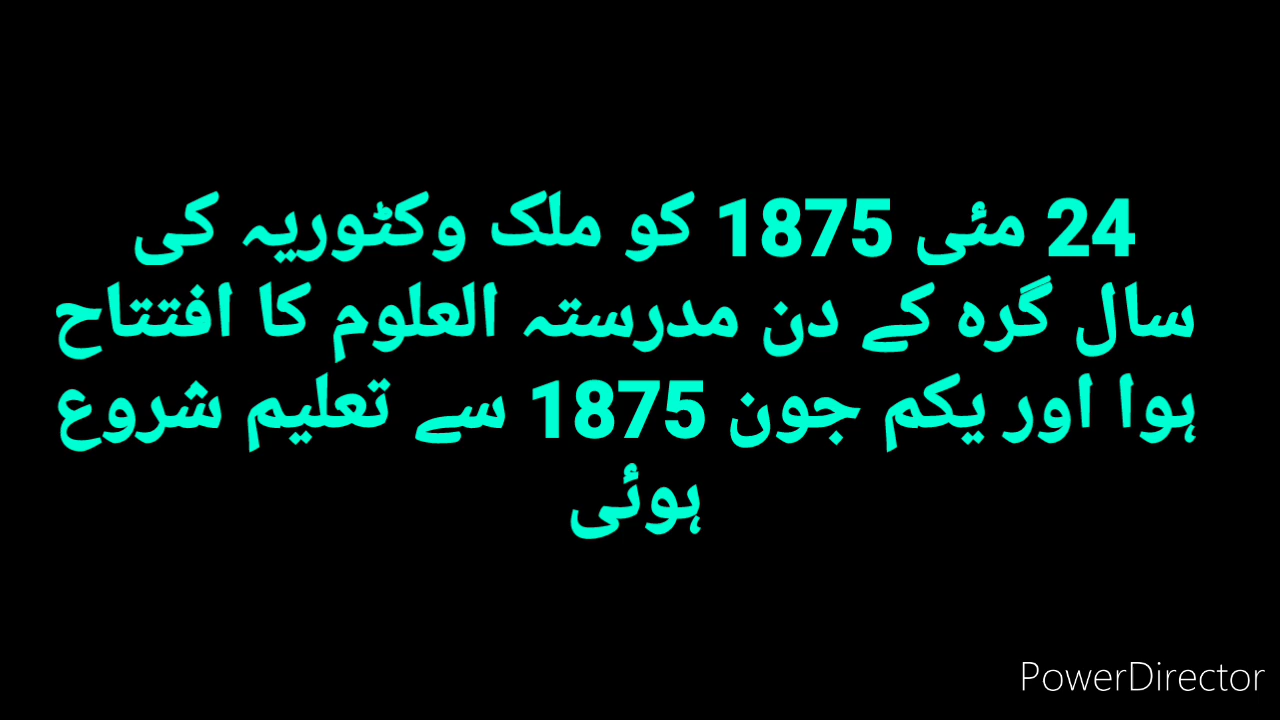 24 مئی 1875 کو ملک وکٹوریہ کی
سال گرہ کے دن مدرستہ العلوم کا افتتاح
ہوا اور یکم جون 1875 سے تعلیم شروع
ہوئی
PowerDirector